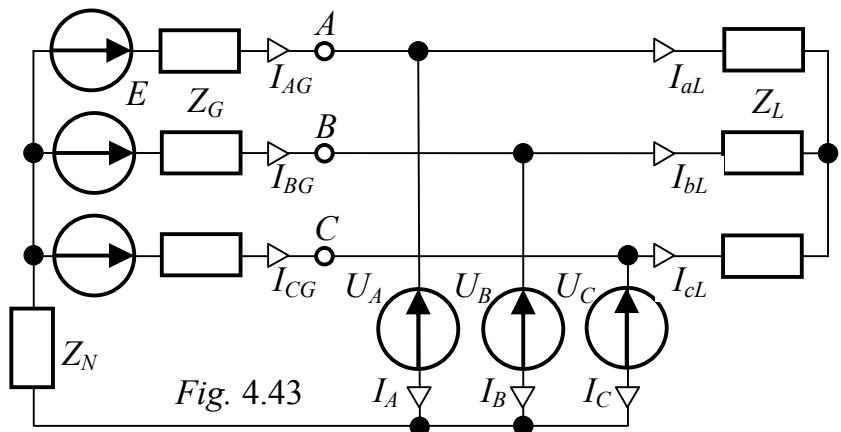 A
I_AG
I_aL
E
Z_G
Z_L
B
I_BG
I_bL
C
I_CG
U_A
U_B
U_C
I_cL
Z_N
Fig. 4.43
I_A
I_B
I_C